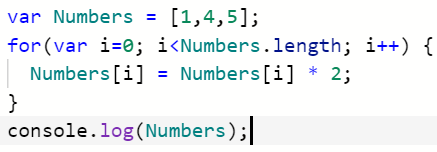 var Numbers = [1,4,5];
for(var i=0; i<Numbers.length; i++) {
  Numbers[i] = Numbers[i] * 2;
}
console.log(Numbers);